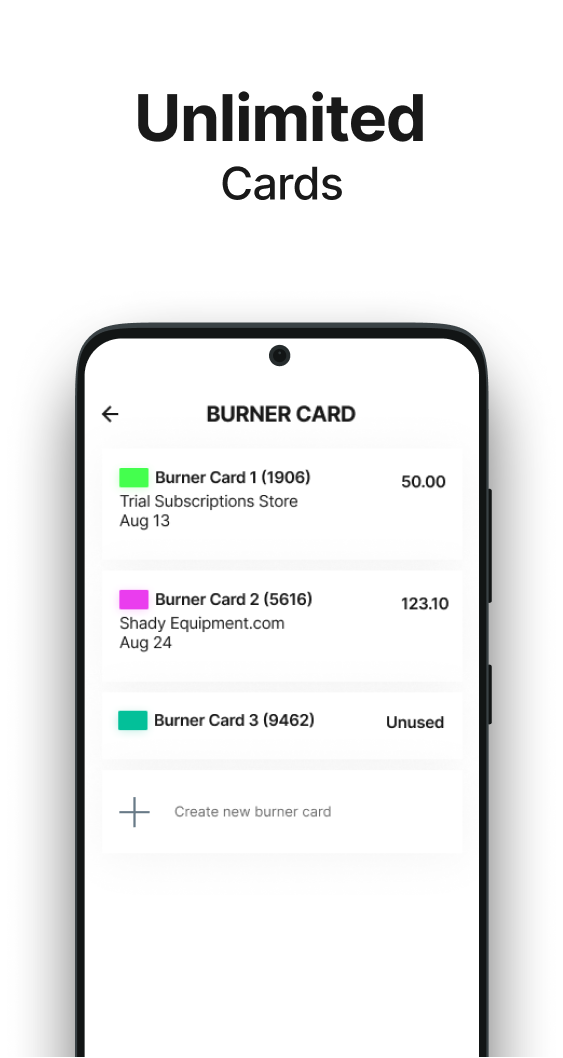 Unlimited
Cards
BURNER CARD
Burner Card 1 (1906)
50.00
Trial Subscriptions Store
Aug 13
Burner Card 2 (5616)
123.10
Shady Equipment.com
Aug 24
Burner Card 3 (9462)
Unused
Create new burner card